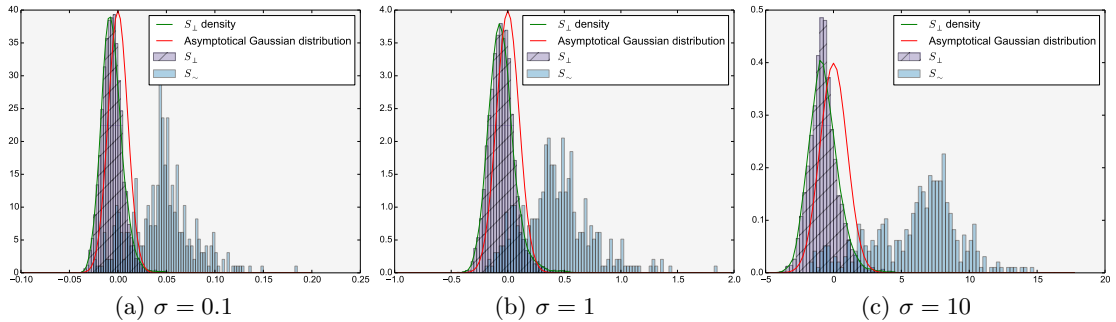 S⊥ density
Asymptotical Gaussian distribution
S⊥
S∼
40
35
30
25
20
15
10
5
0
−0.10 −0.05 0.00 0.05 0.10 0.15 0.20 0.25
(a) σ = 0.1
S⊥ density
Asymptotical Gaussian distribution
S⊥
S∼
4.0
3.5
3.0
2.5
2.0
1.5
1.0
0.5
0.0
−1.0 −0.5 0.0 0.5 1.0 1.5 2.0
(b) σ = 1
S⊥ density
Asymptotical Gaussian distribution
S⊥
S∼
0.5
0.4
0.3
0.2
0.1
0.0
−5 0 5 10 15 20
(c) σ = 10